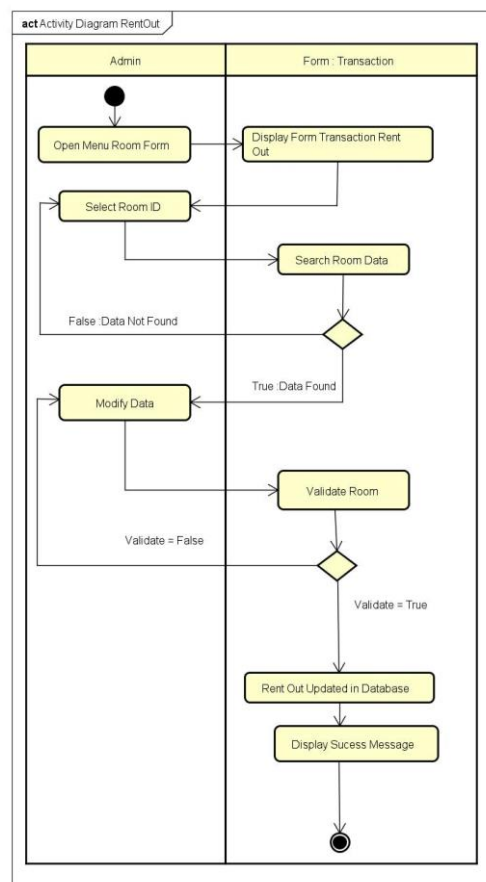 act Activity Diagram RentOut
Admin
Form : Transaction
Open Menu Room Form
Display Form Transaction Rent
Out
Select Room ID
Search Room Data
False :Data Not Found
True :Data Found
Modify Data
Validate Room
Validate = False
Validate = True
Rent Out Updated in Database
Display Sucess Message